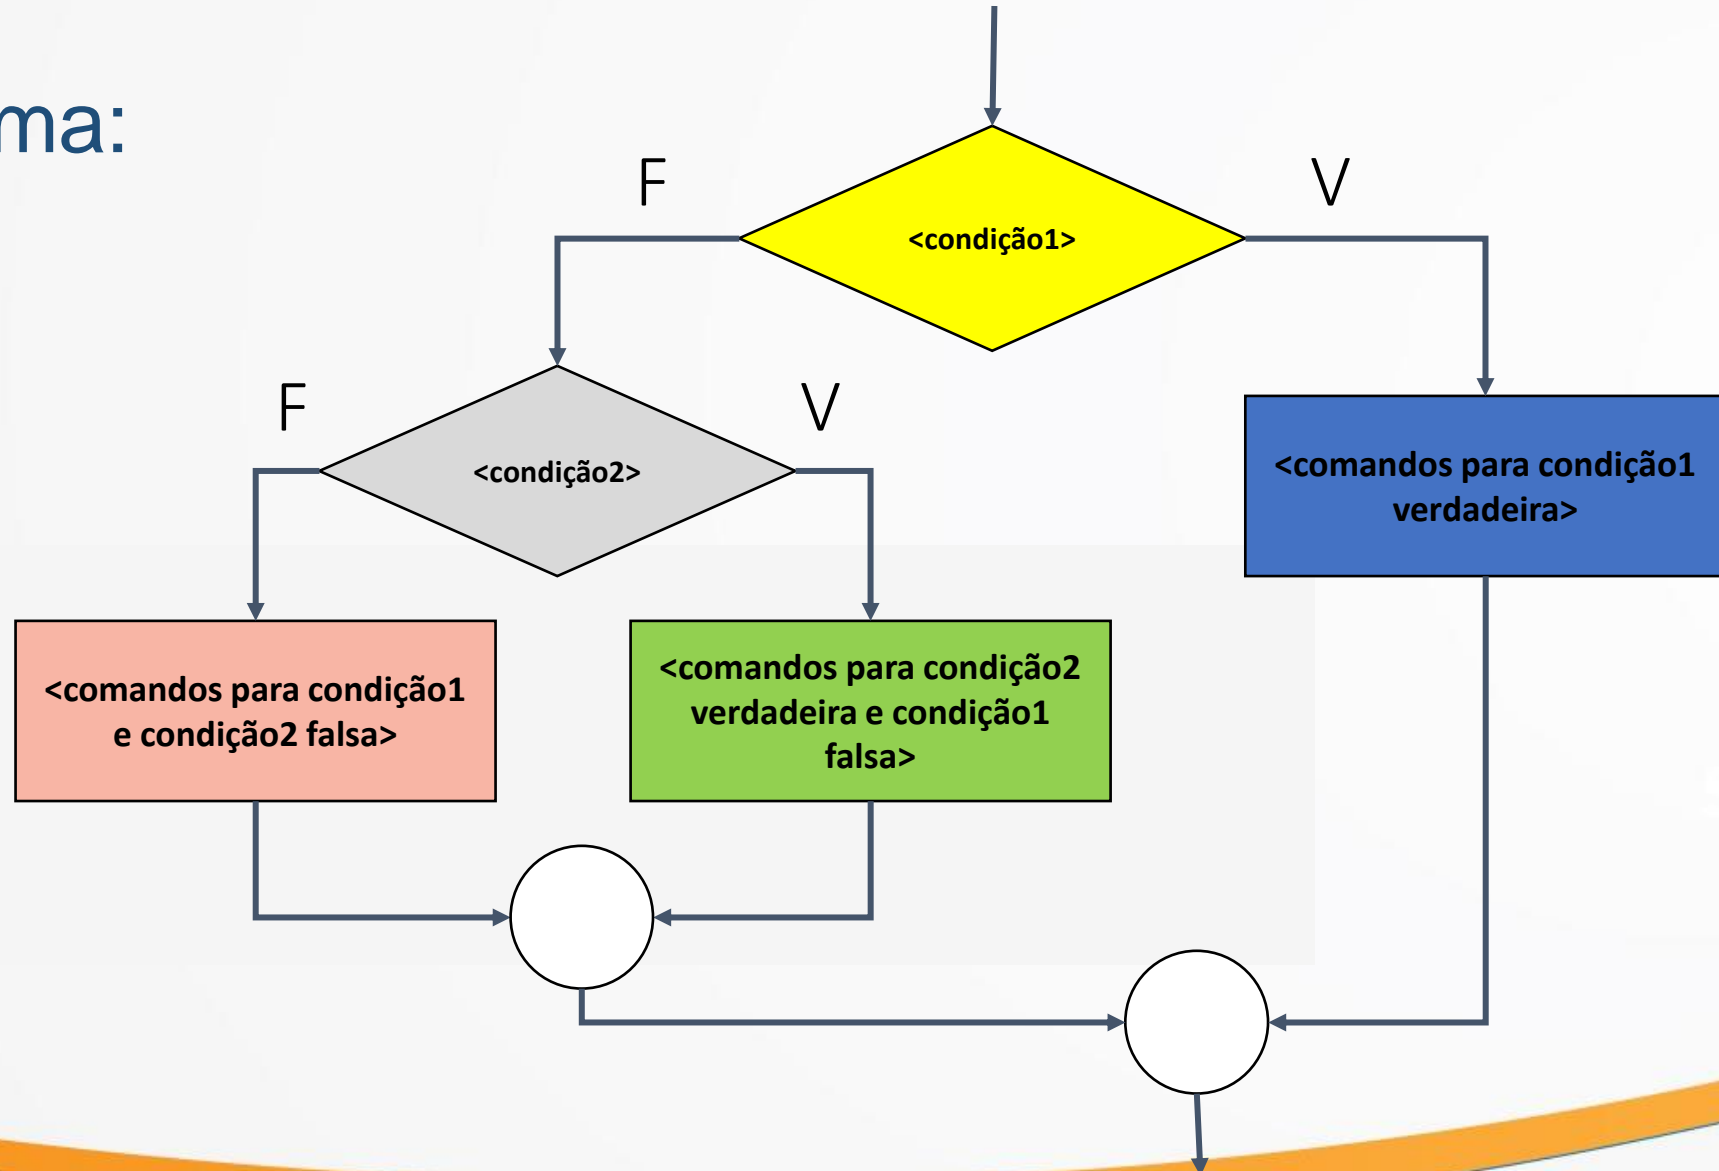 ma:
F
V
<condição1>
F
V
<condição2>
<comandos para condição1
verdadeira>
<comandos para condição1
e condição2 falsa>
<comandos para condição2
verdadeira e condição1
falsa>